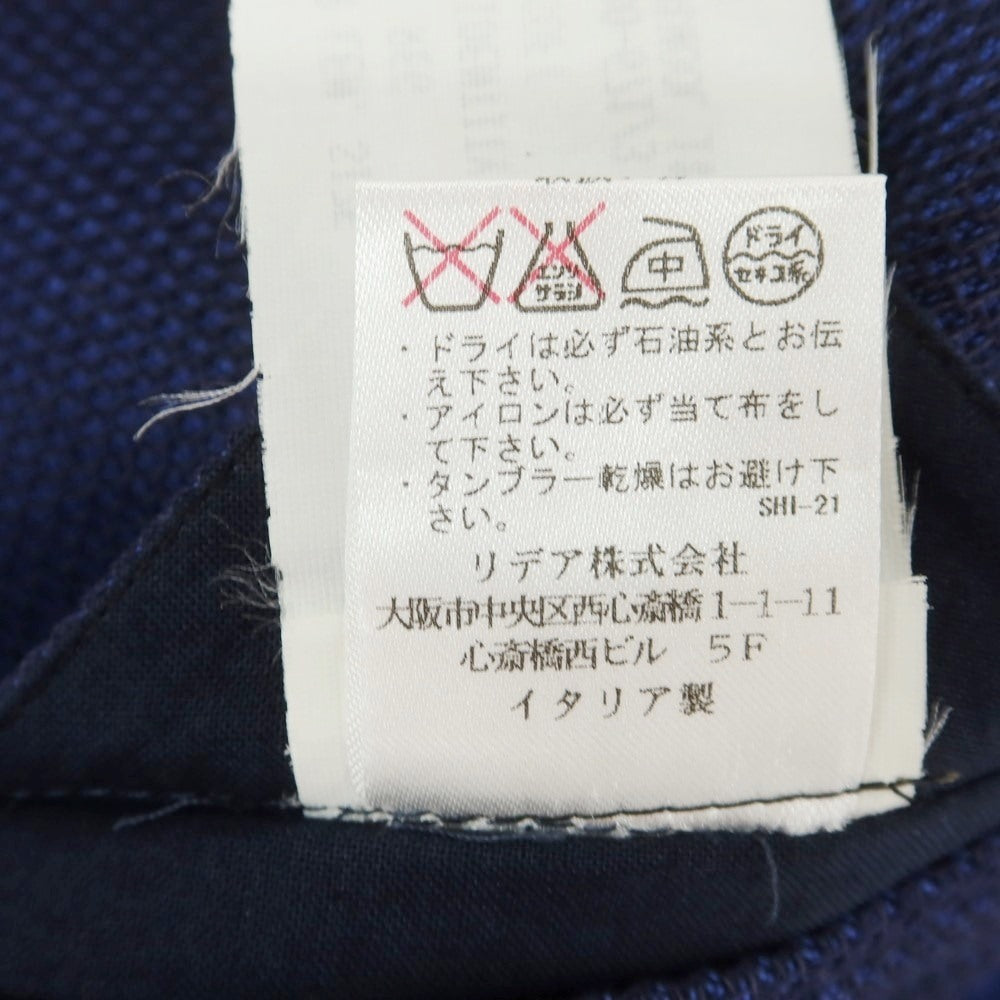 エンソ
サラシ
中
ドライ
セキユ系
・ドライは必ず石油系とお伝
え下さい。
・アイロンは必ず当て布をし
て下さい。
・タンブラー乾燥はお避け下
さい。
SHI-21
リデア株式会社
大阪市中央区西心斎橋1-1-11
心斎橋西ビル 5F
イタリア製